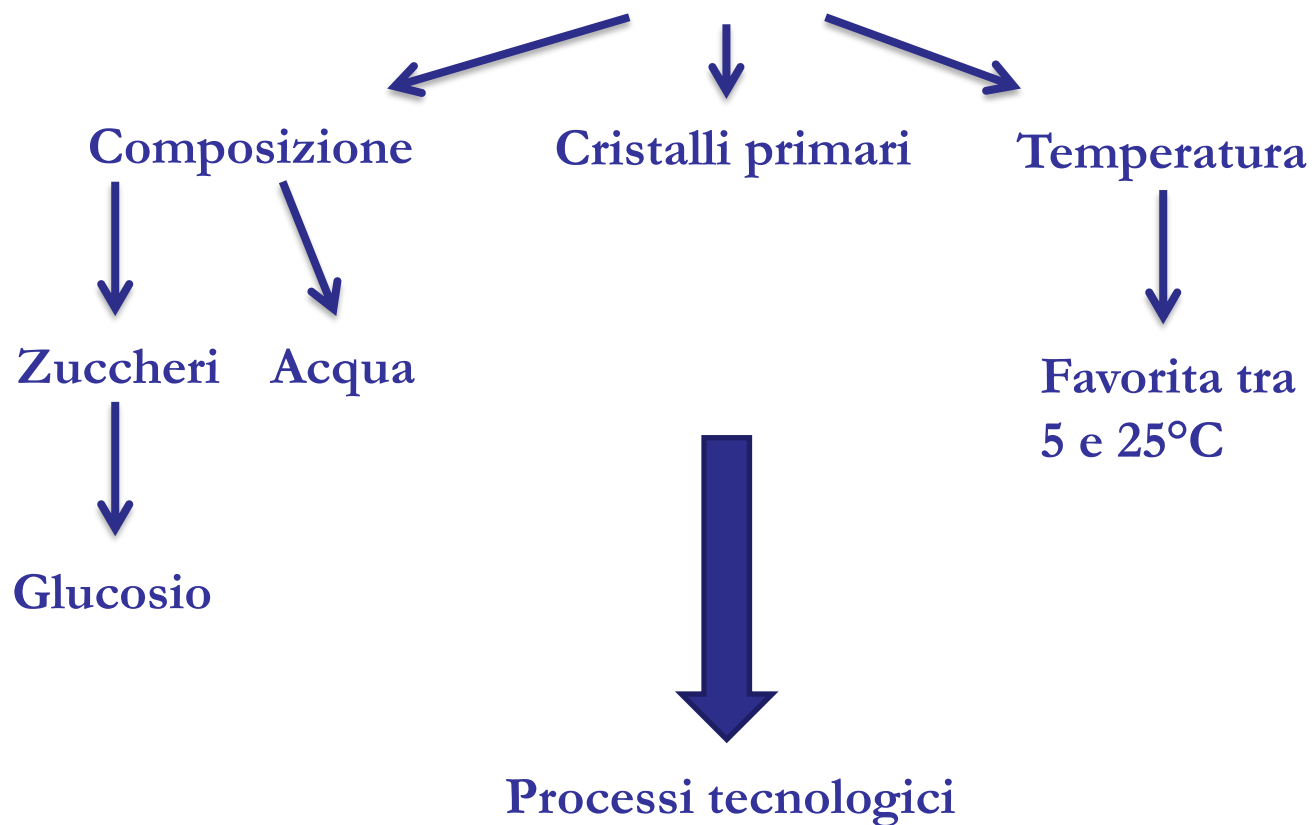 Composizione
Cristalli primari
Temperatura
Zuccheri
Acqua
Favorita tra
5 e 25°C
Glucosio
Processi tecnologici